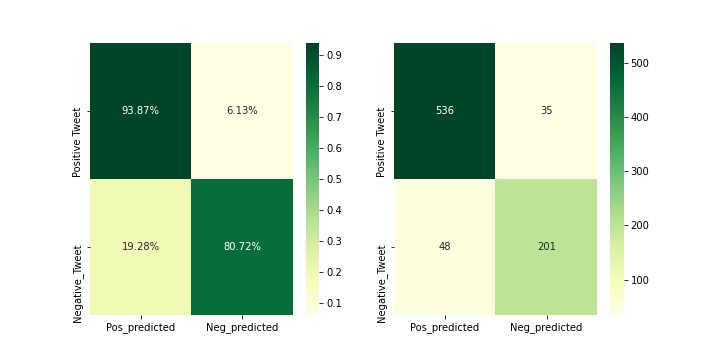 Positive Tweet
Negative_Tweet
93.87%
6.13%
19.28%
80.72%
Pos_predicted
Neg_predicted
0.9
0.8
0.7
0.6
0.5
0.4
0.3
0.2
0.1
Positive Tweet
Negative_Tweet
536
35
48
201
Pos_predicted
Neg_predicted
500
400
300
200
100